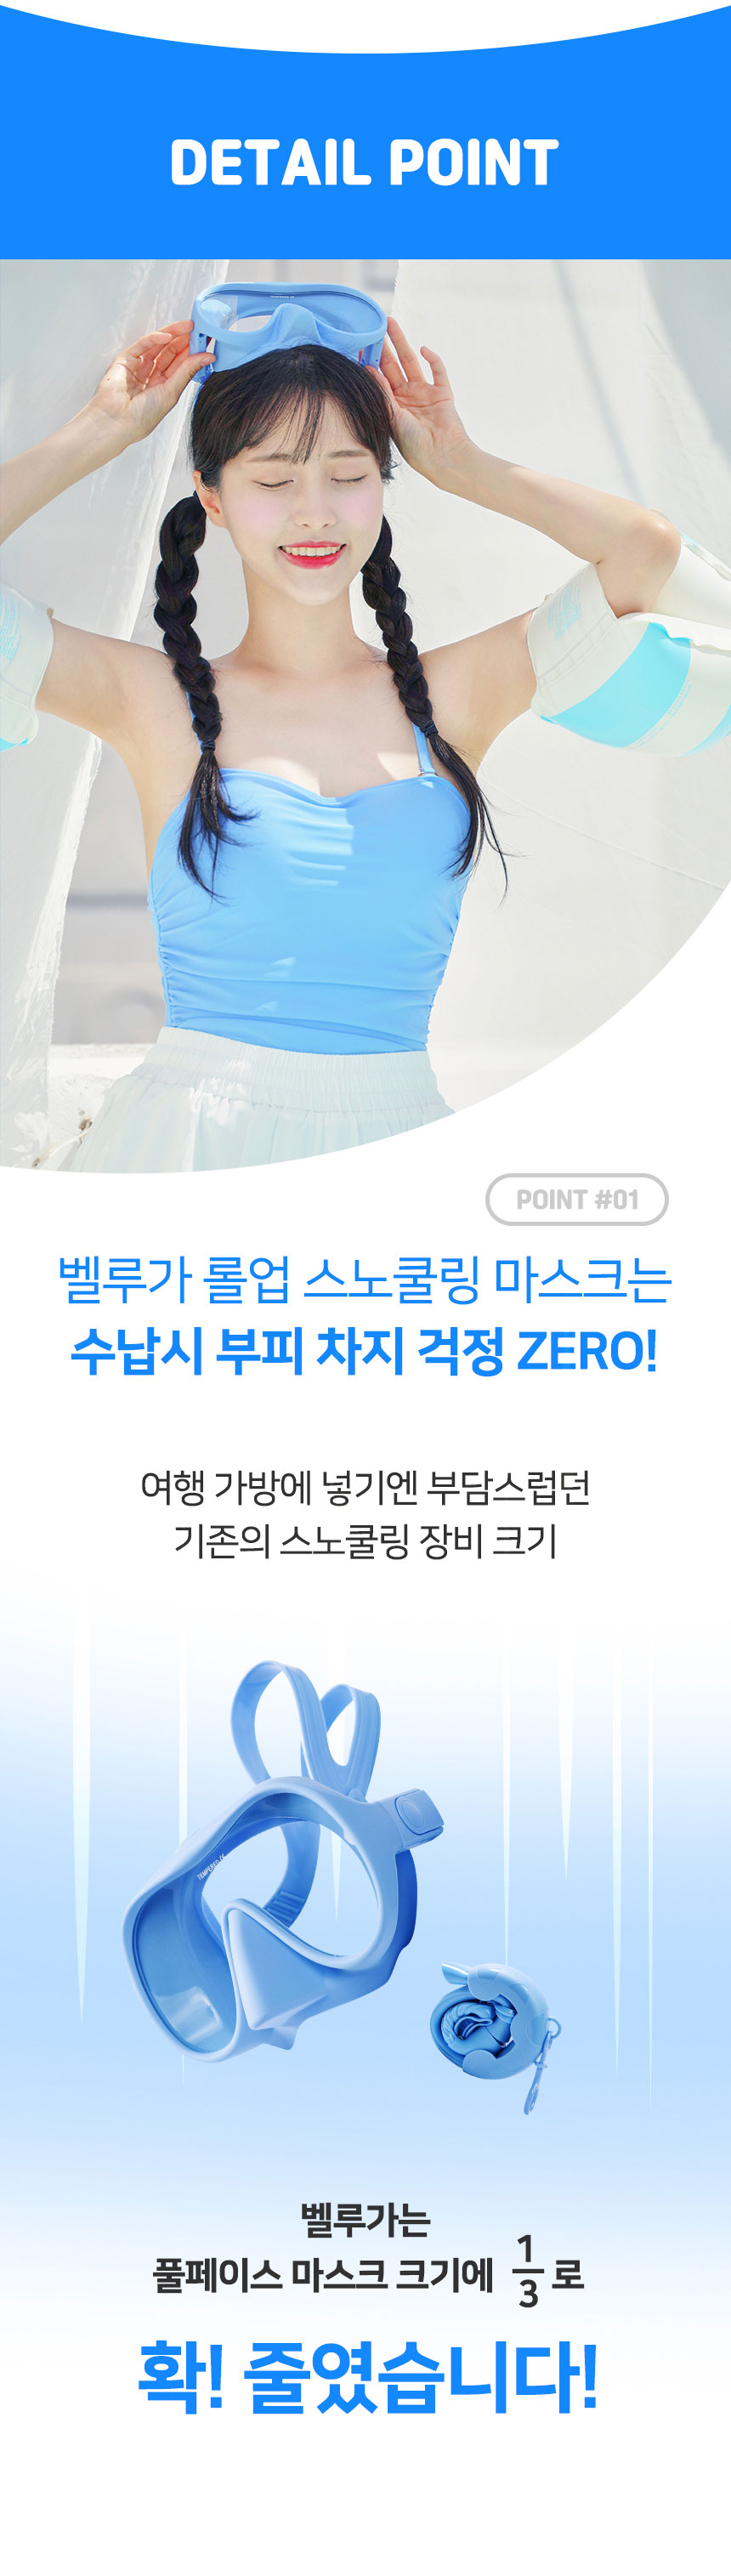 DETAIL POINT
POINT #01
벨루가 롤업 스노쿨링 마스크는
수납시 부피 차지 걱정 ZERO!
여행 가방에 넣기엔 부담스럽던
기존의 스노쿨링 장비 크기
벨루가는
풀페이스 마스크 크기에 1/3 로
확! 줄였습니다!